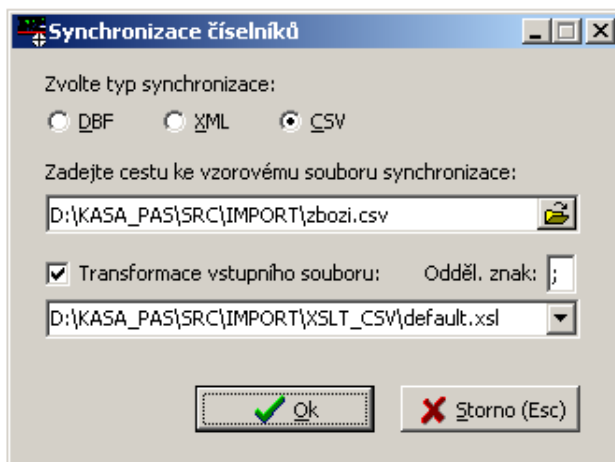 Synchronizace číselníků
Zvolte typ synchronizace:
DBF XML CSV
Zadejte cestu ke vzorovému souboru synchronizace:
D:\KASA_PAS\SRC\IMPORT\zbozi.csv
Transformace vstupního souboru: Odděl. znak: ;
D:\KASA_PAS\SRC\IMPORT\XSLT_CSV\default.xsl
Ok Storno (Esc)